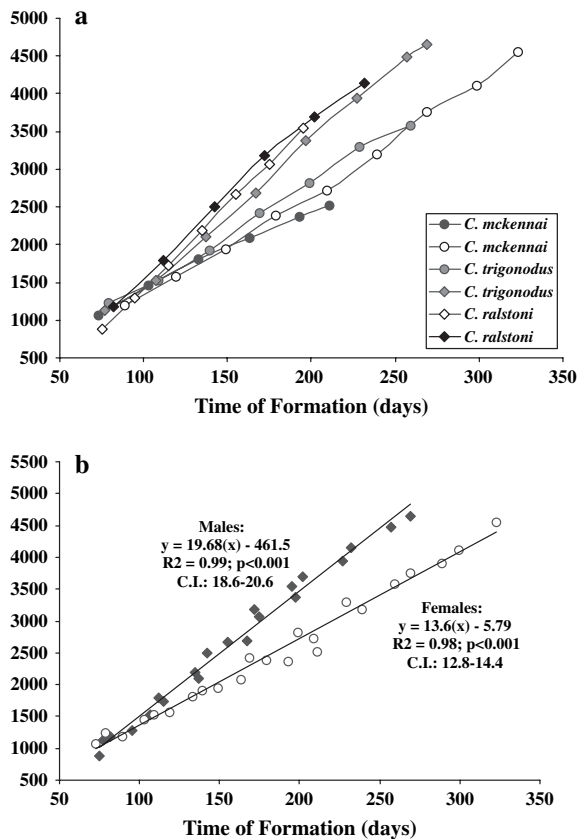 a
5000
4500
4000
3500
3000
2500
2000
1500
1000
500
C. mckennai
C. mckennai
C. trigonodus
C. trigonodus
C. ralstoni
C. ralstoni
50 100 150 200 250 300 350
Time of Formation (days)
b
5500
5000
4500
4000
3500
3000
2500
2000
1500
1000
500
Males:
y = 19.68(x) - 461.5
R2 = 0.99; p<0.001
C.I.: 18.6-20.6
Females:
y = 13.6(x) - 5.79
R2 = 0.98; p<0.001
C.I.: 12.8-14.4
50 100 150 200 250 300 350
Time of Formation (days)